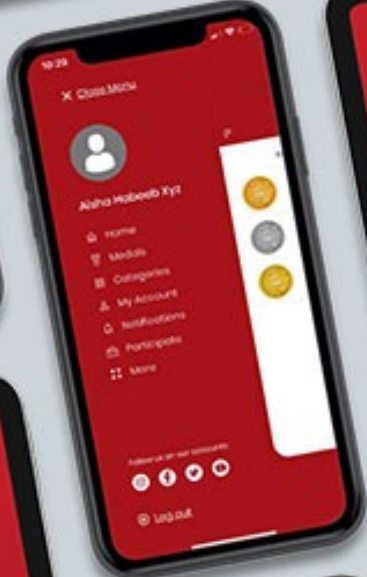 10:29
Close Menu
Aisha Habeeb Xyz
Home
Medals
Categories
My Account
Notifications
Participate
More
Follow us on our accounts
Log out